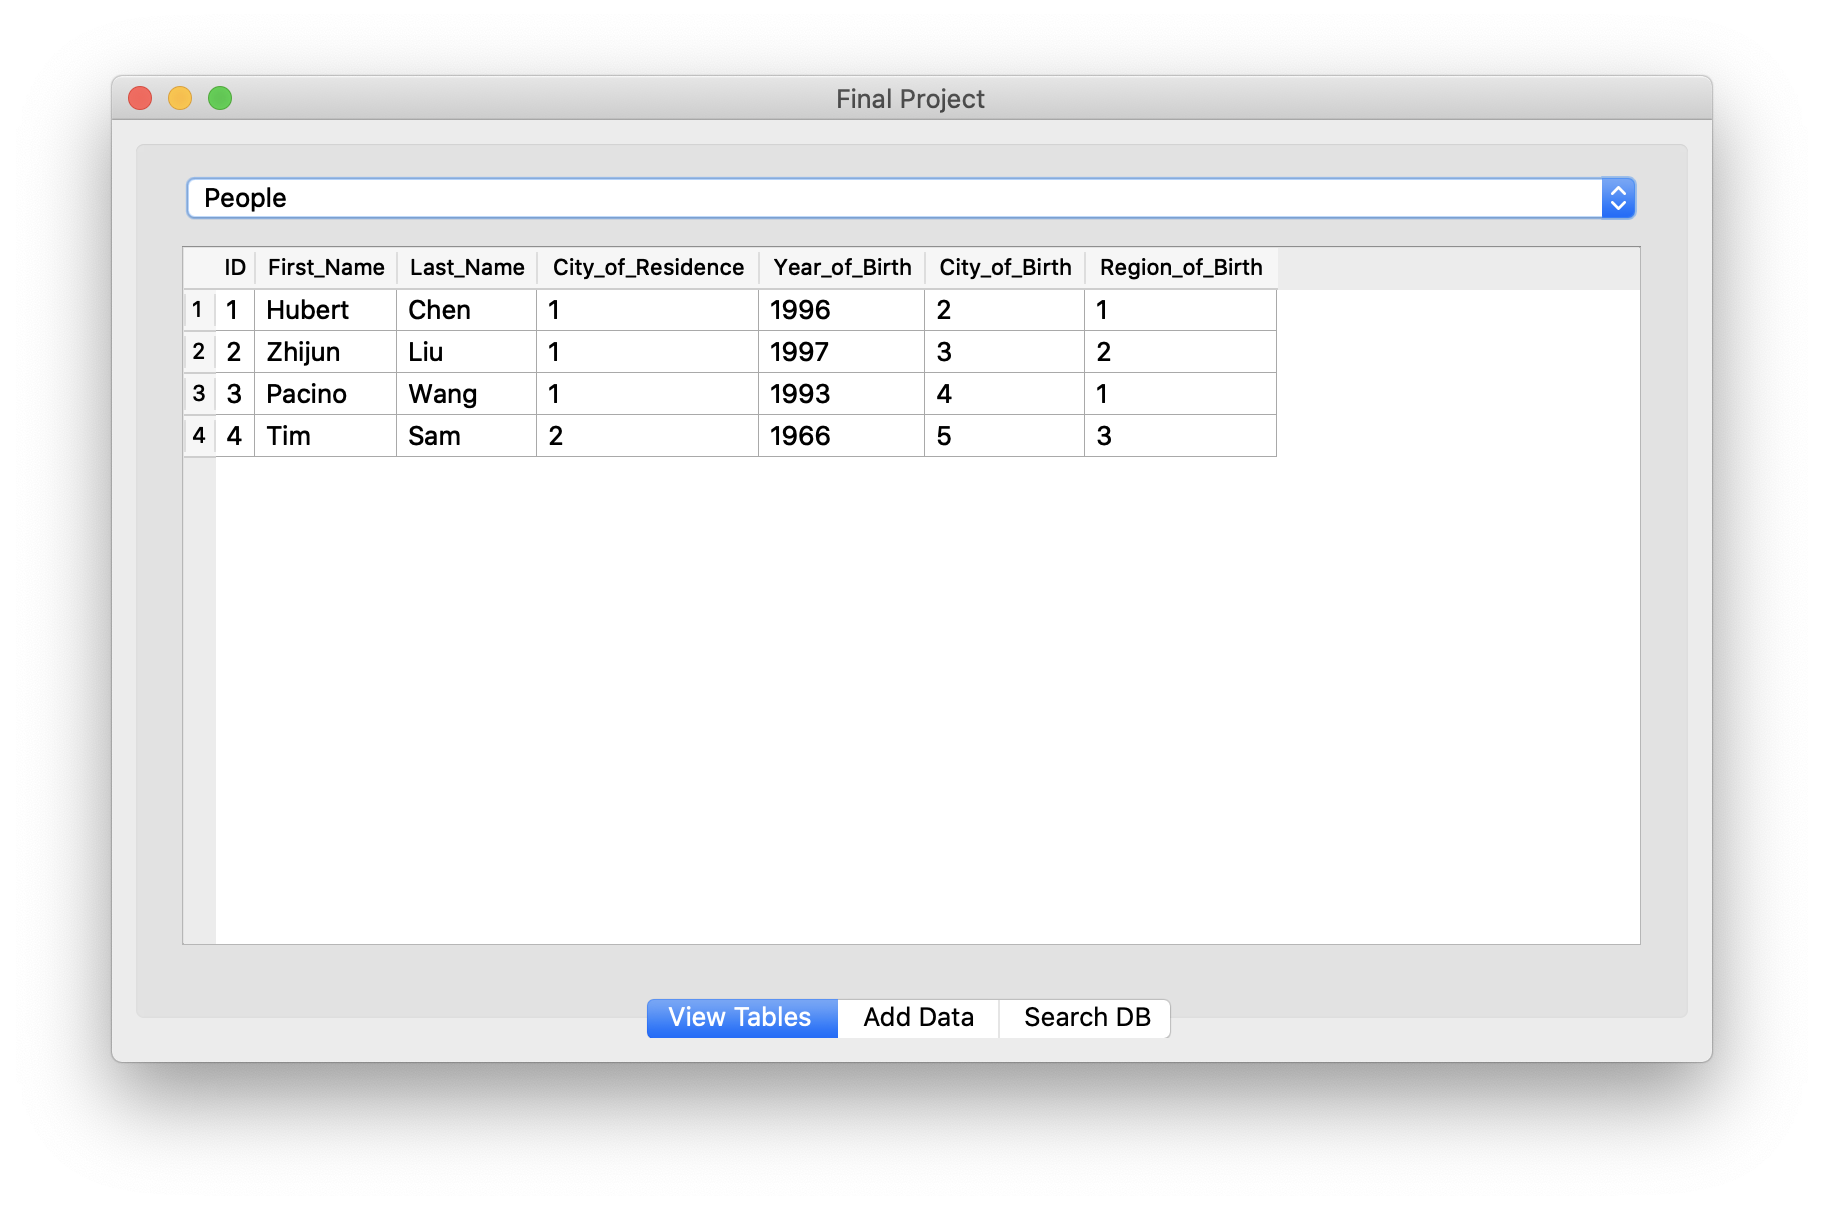 Final Project
People
ID First_Name Last_Name City_of_Residence Year_of_Birth City_of_Birth Region_of_Birth
1 1 Hubert Chen 1 1996 2 1
2 2 Zhijun Liu 1 1997 3 2
3 3 Pacino Wang 1 1993 4 1
4 4 Tim Sam 2 1966 5 3
View Tables Add Data Search DB